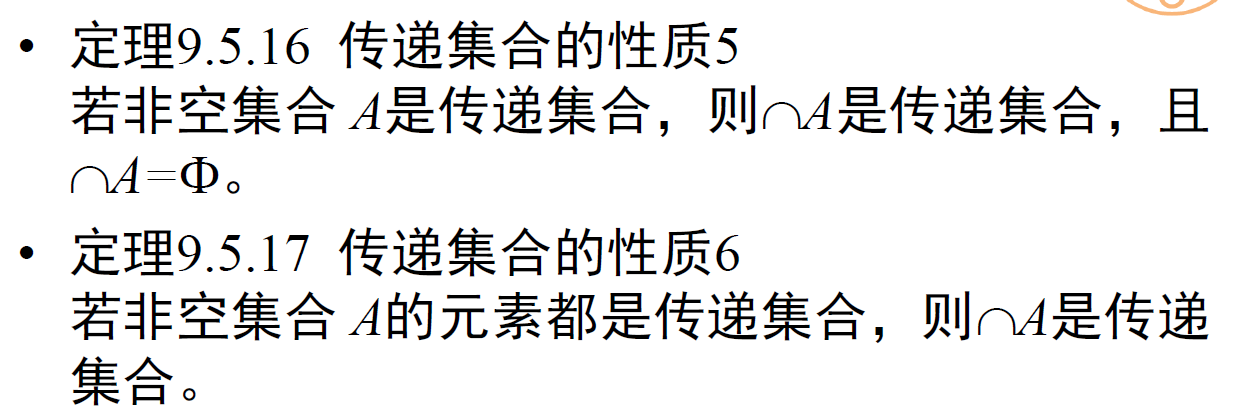 • 定理9.5.16 传递集合的性质5
若非空集合 A是传递集合，则∩A是传递集合，且
∩A=Φ。
• 定理9.5.17 传递集合的性质6
若非空集合 A的元素都是传递集合，则∩A是传递
集合。